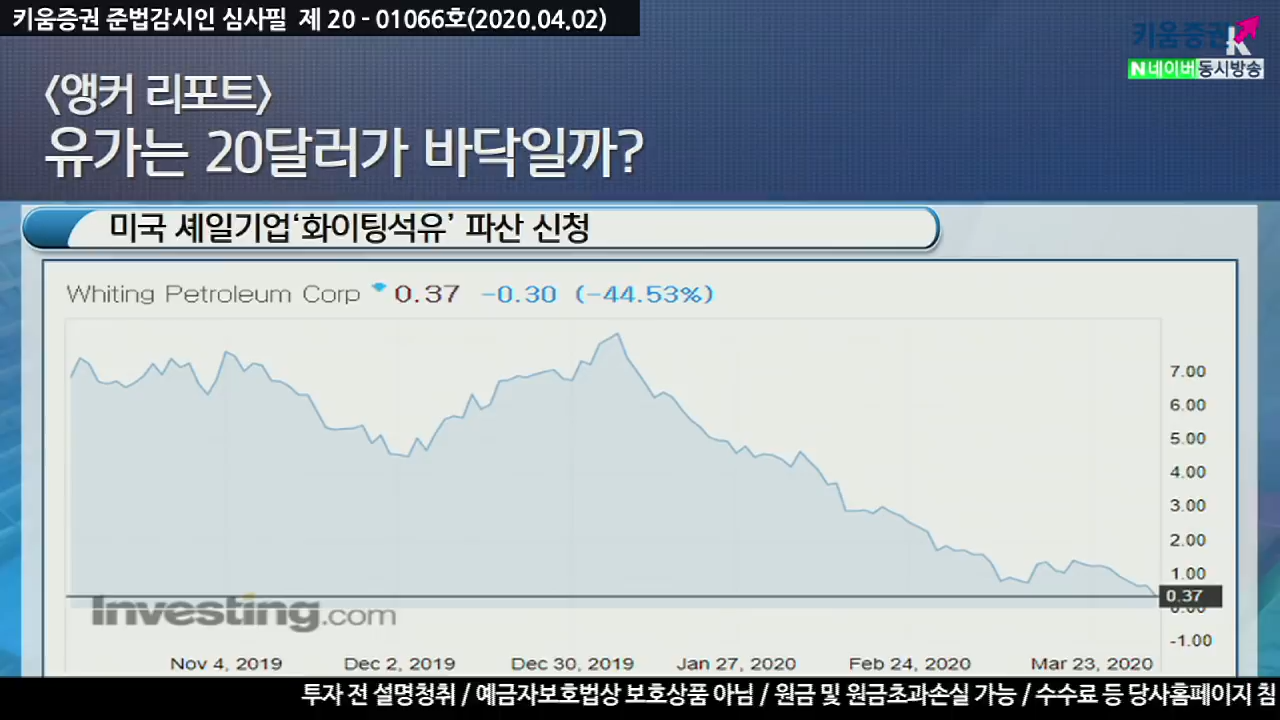 키움증권 준법감시인 심사필 제 20 - 01066호(2020.04.02)
키움증권
N 네이버 동시방송
<앵커 리포트>
유가는 20달러가 바닥일까?
미국 셰일기업‘화이팅석유’ 파산 신청
Whiting Petroleum Corp 0.37 -0.30 (-44.53%)
7.00
6.00
5.00
4.00
3.00
2.00
1.00
0.37
0.00
-1.00
Investing.com
Nov 4, 2019 Dec 2, 2019 Dec 30, 2019 Jan 27, 2020 Feb 24, 2020 Mar 23, 2020
투자 전 설명청취 / 예금자보호법상 보호상품 아님 / 원금 및 원금초과손실 가능 / 수수료 등 당사홈페이지 침